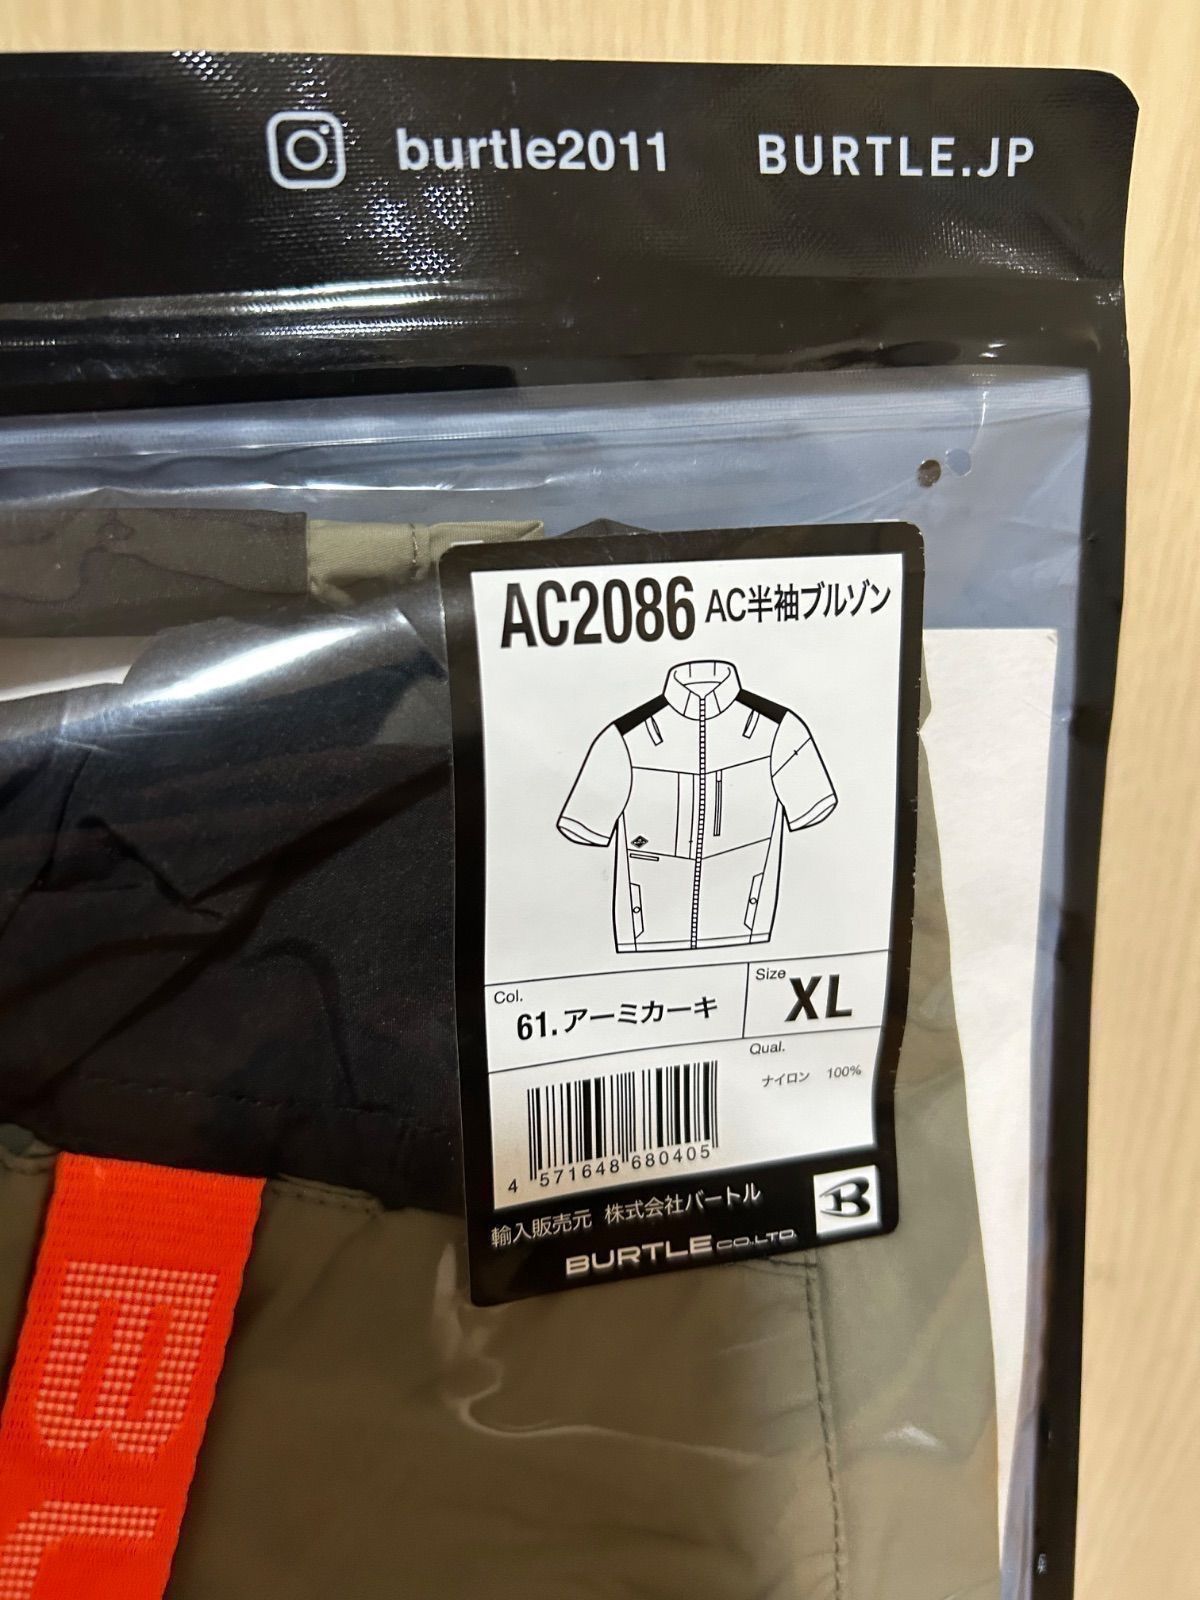 burtle2011 BURTLE.JP
AC2086 AC半袖ブルゾン
Col.
61.アーミカーキ
Size
XL
Qual.
ナイロン 100%
4 571648 680405
輸入販売元 株式会社バートル
BURTLE CO.,LTD.
B